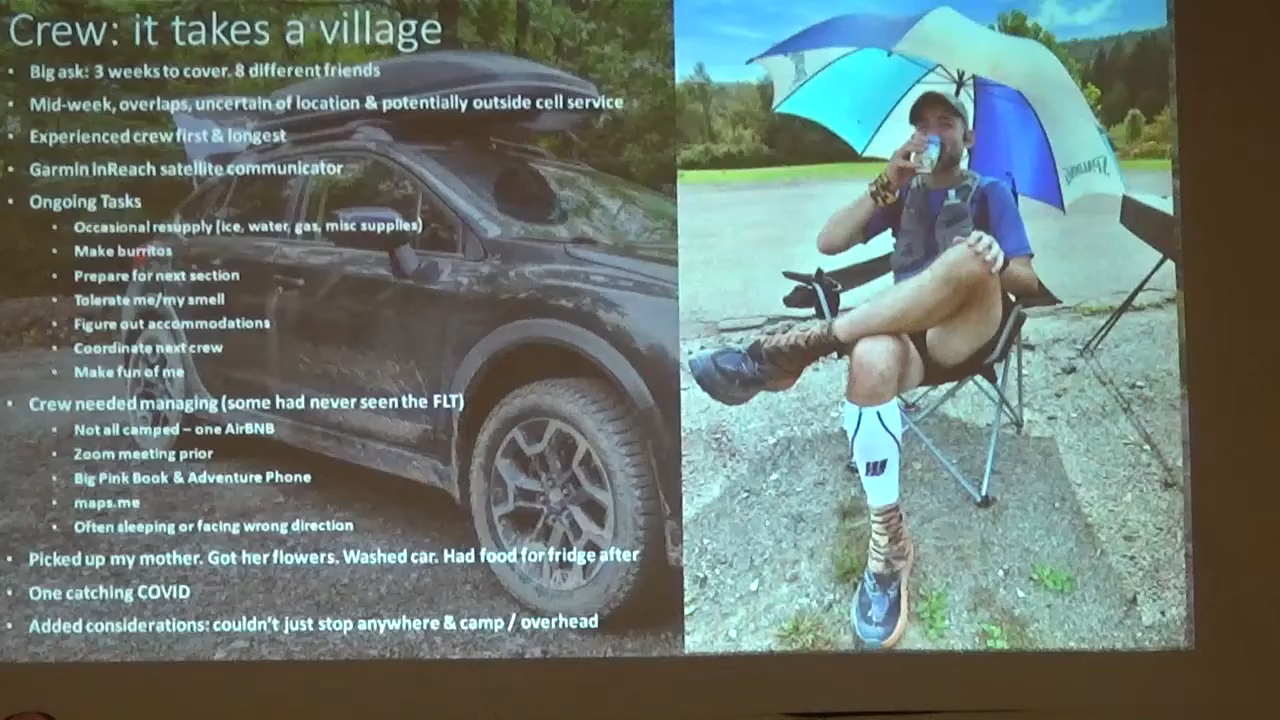 Crew: it takes a village
• Big ask: 3 weeks to cover. 8 different friends
• Mid-week, overlaps, uncertain of location & potentially outside cell service
• Experienced crew first & longest
• Garmin inReach satellite communicator
• Ongoing Tasks
• Occasional resupply (ice, water, gas, misc supplies)
• Make burritos
• Prepare for next section
• Tolerate me/my smell
• Figure out accommodations
• Coordinate next crew
• Make fun of me
• Crew needed managing (some had never seen the FLT)
• Not all camped – one AirBNB
• Zoom meeting prior
• Big Pink Book & Adventure Phone
• maps.me
• Often sleeping or facing wrong direction
• Picked up my mother. Got her flowers. Washed car. Had food for fridge after
• One catching COVID
• Added considerations: couldn't just stop anywhere & camp / overhead